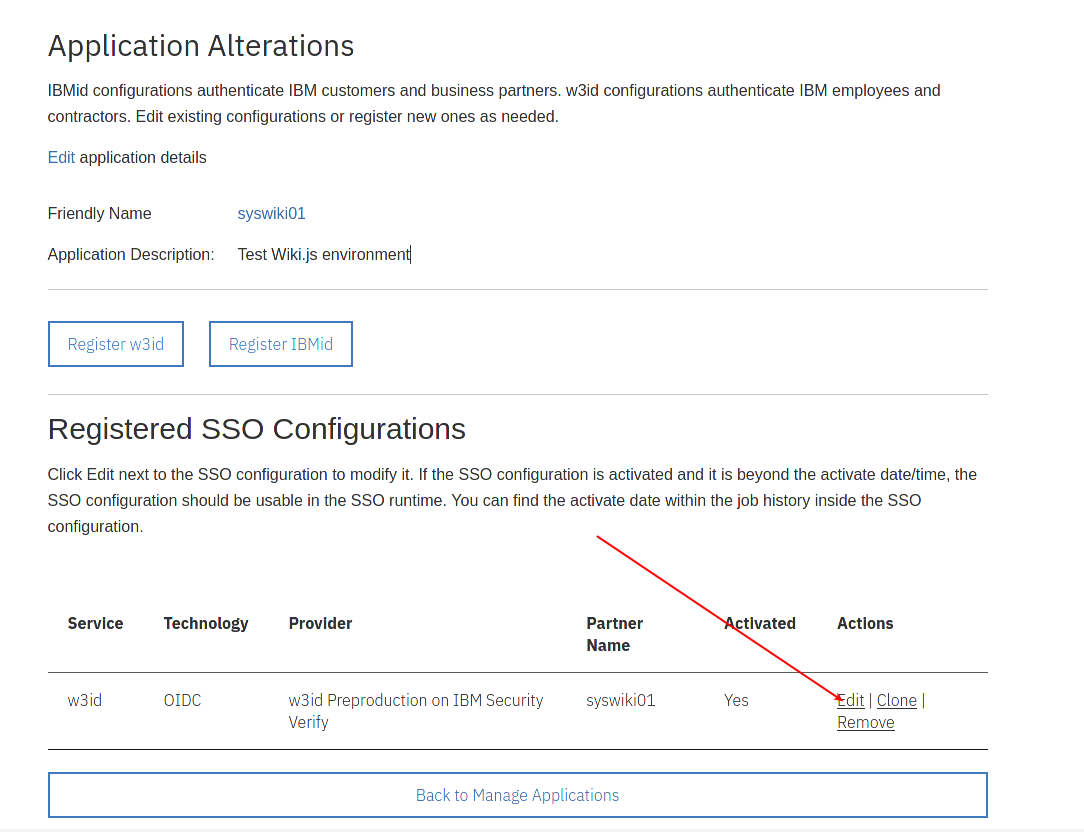 Application Alterations
IBMid configurations authenticate IBM customers and business partners. w3id configurations authenticate IBM employees and
contractors. Edit existing configurations or register new ones as needed.
Edit application details
Friendly Name syswiki01
Application Description: Test Wiki.js environment
Register w3id Register IBMid
Registered SSO Configurations
Click Edit next to the SSO configuration to modify it. If the SSO configuration is activated and it is beyond the activate date/time, the
SSO configuration should be usable in the SSO runtime. You can find the activate date within the job history inside the SSO
configuration.
Service Technology Provider Partner Activated Actions
Name
w3id OIDC w3id Preproduction on IBM Security syswiki01 Yes Edit | Clone |
Verify Remove
Back to Manage Applications